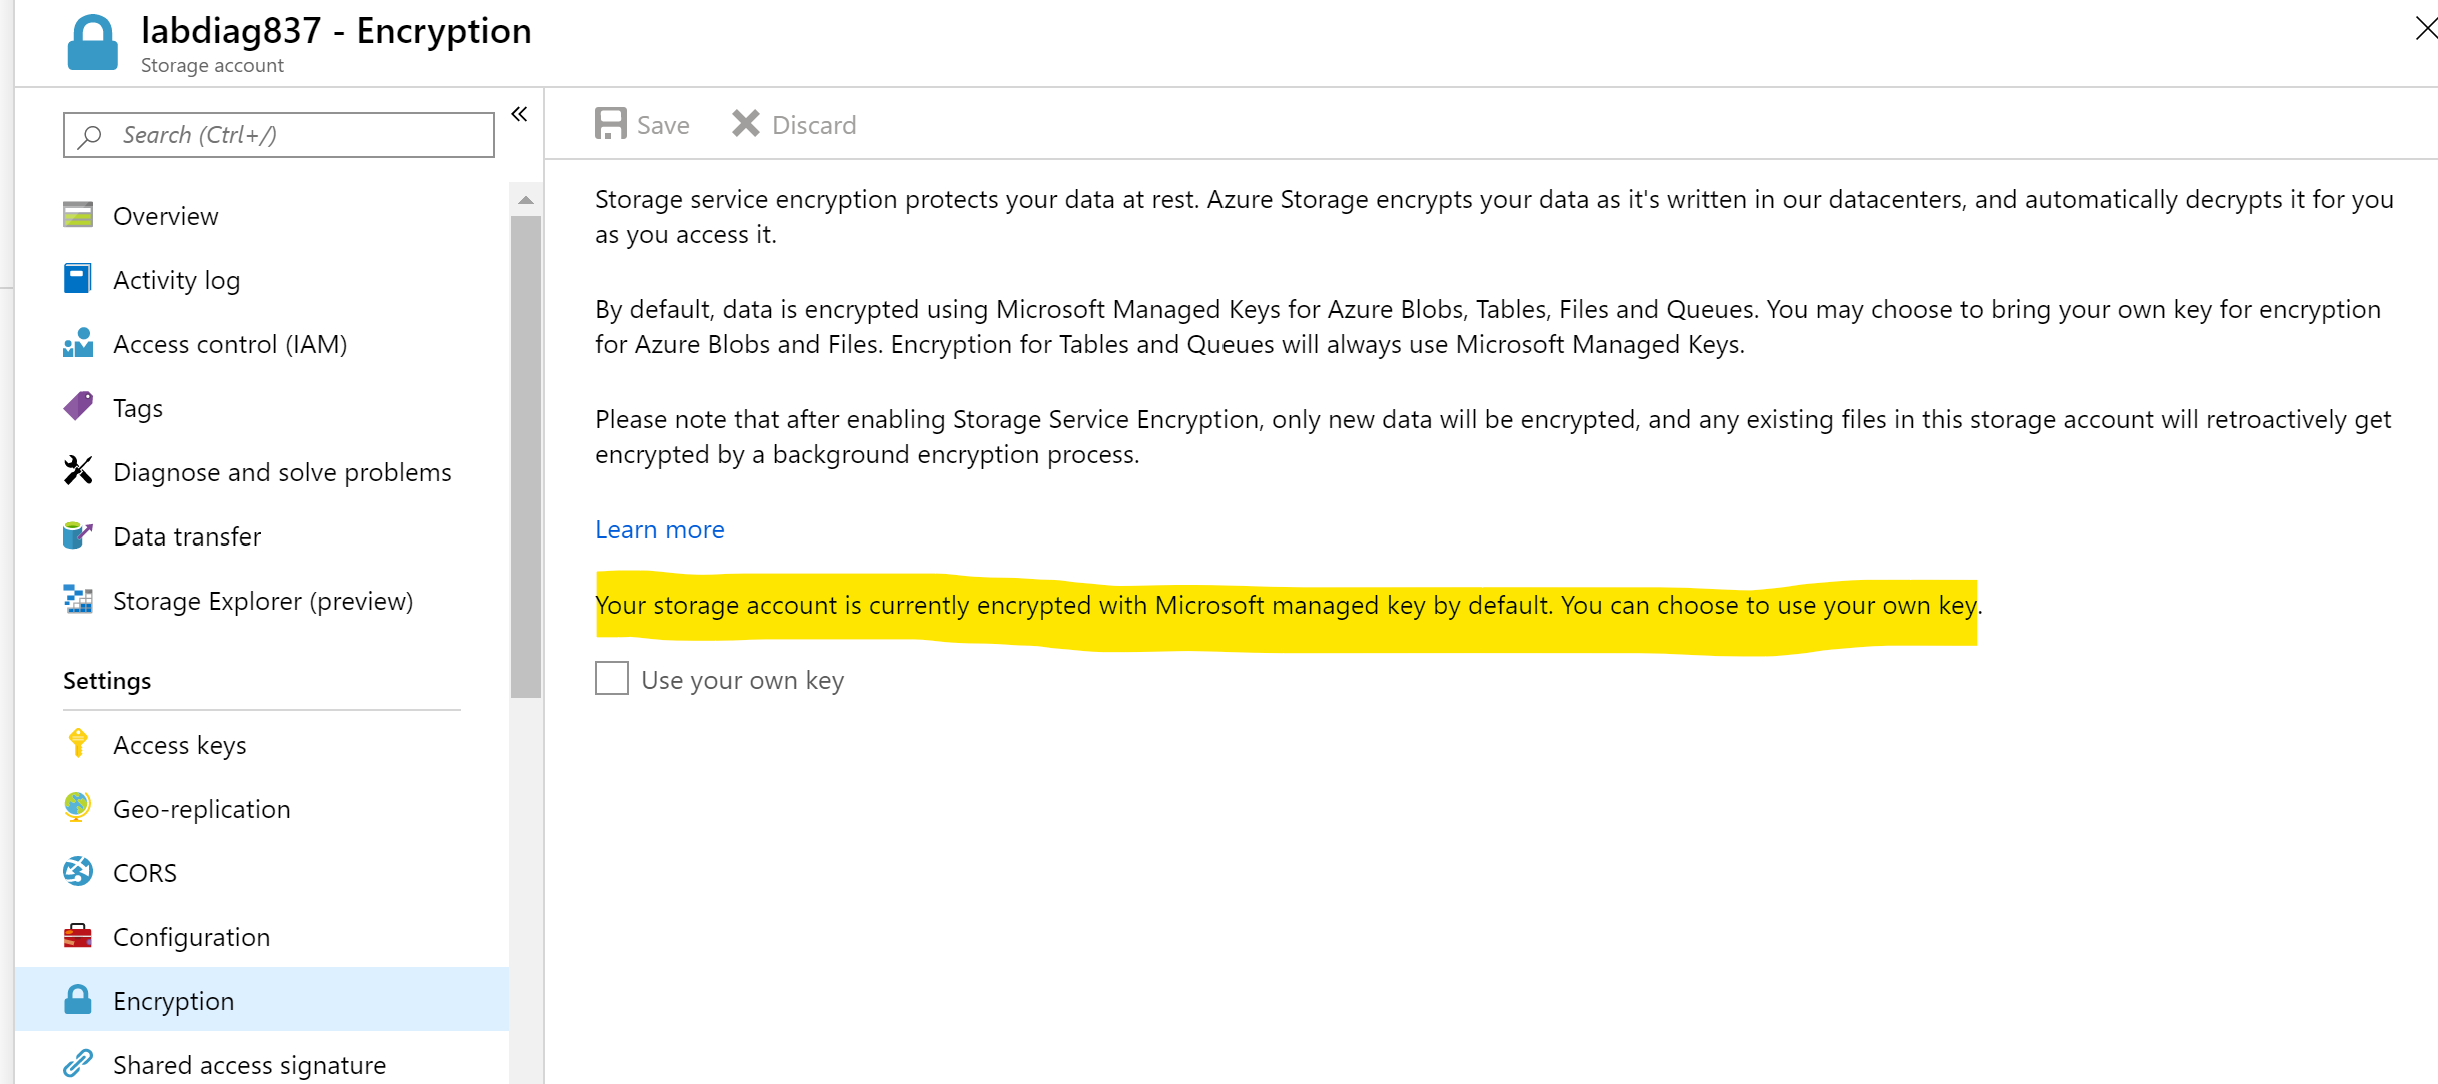 labdiag837 - Encryption
Storage account
Search (Ctrl+/)
«
Overview
Activity log
Access control (IAM)
Tags
Diagnose and solve problems
Data transfer
Storage Explorer (preview)
Settings
Access keys
Geo-replication
CORS
Configuration
Encryption
Shared access signature
Save
Discard
Storage service encryption protects your data at rest. Azure Storage encrypts your data as it's written in our datacenters, and automatically decrypts it for you
as you access it.
By default, data is encrypted using Microsoft Managed Keys for Azure Blobs, Tables, Files and Queues. You may choose to bring your own key for encryption
for Azure Blobs and Files. Encryption for Tables and Queues will always use Microsoft Managed Keys.
Please note that after enabling Storage Service Encryption, only new data will be encrypted, and any existing files in this storage account will retroactively get
encrypted by a background encryption process.
Learn more
Your storage account is currently encrypted with Microsoft managed key by default. You can choose to use your own key.
Use your own key